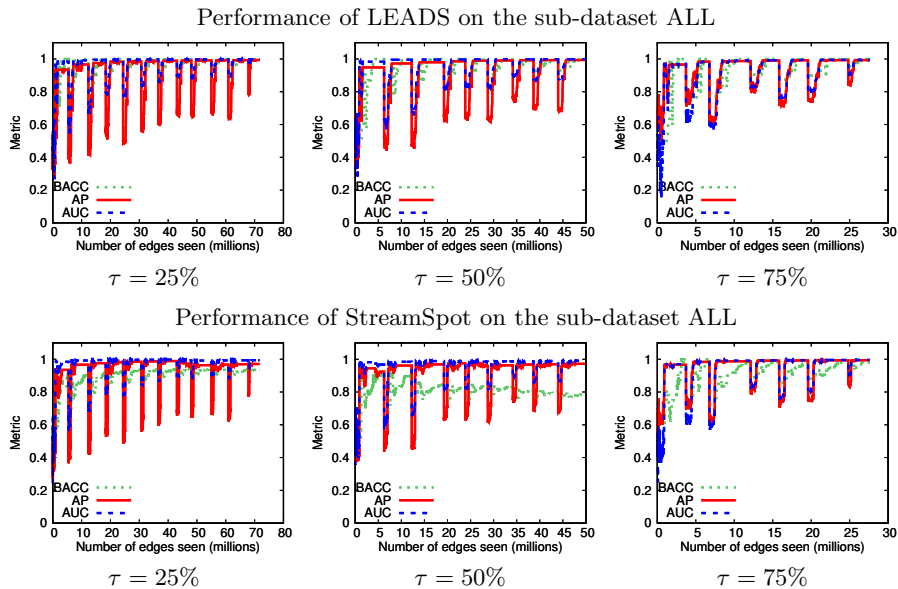 Performance of LEADS on the sub-dataset ALL
Metric
1
0.8
0.6
0.4
0.2
0
BACC
AP
AUC
0 10 20 30 40 50 60 70 80
Number of edges seen (millions)
τ = 25%
Metric
1
0.8
0.6
0.4
0.2
0
BACC
AP
AUC
0 5 10 15 20 25 30 35 40 45 50
Number of edges seen (millions)
τ = 50%
Metric
1
0.8
0.6
0.4
0.2
0
BACC
AP
AUC
0 5 10 15 20 25 30
Number of edges seen (millions)
τ = 75%
Performance of StreamSpot on the sub-dataset ALL
Metric
1
0.8
0.6
0.4
0.2
0
BACC
AP
AUC
0 10 20 30 40 50 60 70 80
Number of edges seen (millions)
τ = 25%
Metric
1
0.8
0.6
0.4
0.2
0
BACC
AP
AUC
0 5 10 15 20 25 30 35 40 45 50
Number of edges seen (millions)
τ = 50%
Metric
1
0.8
0.6
0.4
0.2
0
BACC
AP
AUC
0 5 10 15 20 25 30
Number of edges seen (millions)
τ = 75%